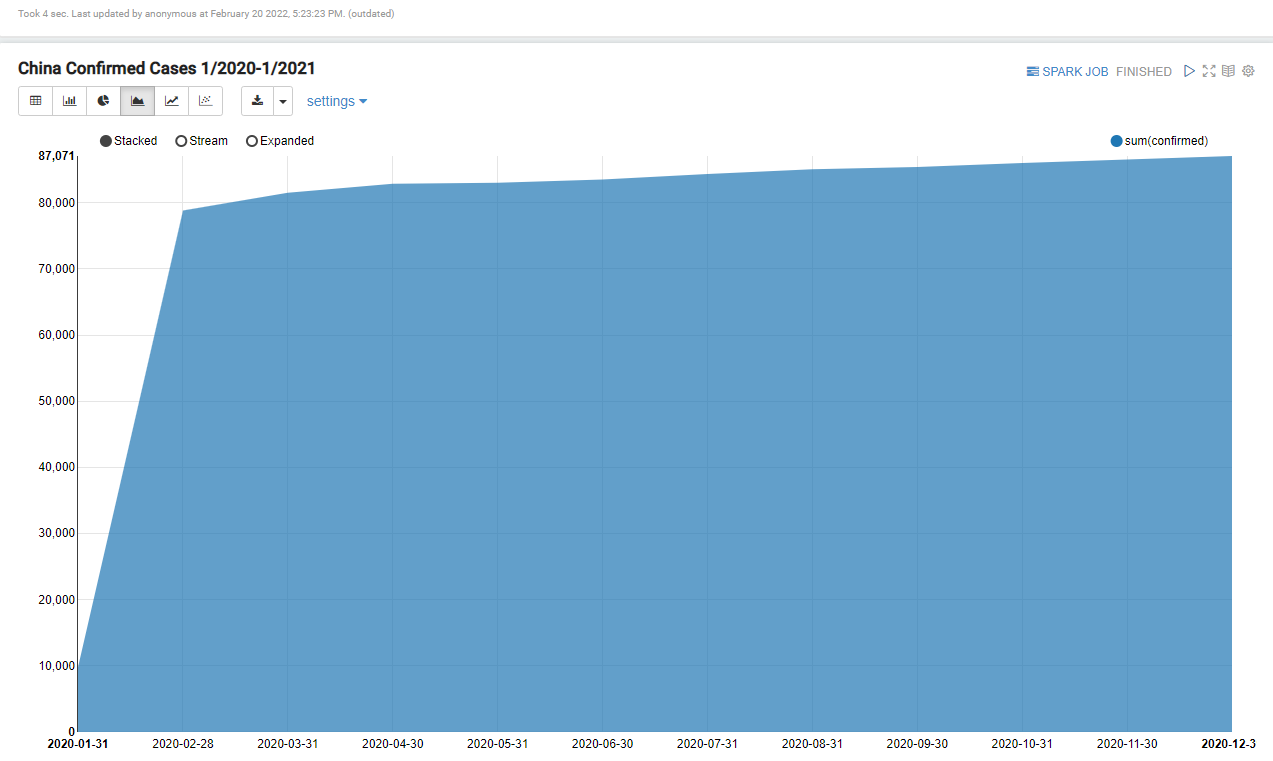 Took 4 sec. Last updated by anonymous at February 20 2022, 5:23:23 PM. (outdated)
China Confirmed Cases 1/2020-1/2021
SPARK JOB FINISHED
settings
Stacked Stream Expanded sum(confirmed)
87,071
80,000
70,000
60,000
50,000
40,000
30,000
20,000
10,000
0
2020-01-31 2020-02-28 2020-03-31 2020-04-30 2020-05-31 2020-06-30 2020-07-31 2020-08-31 2020-09-30 2020-10-31 2020-11-30 2020-12-3